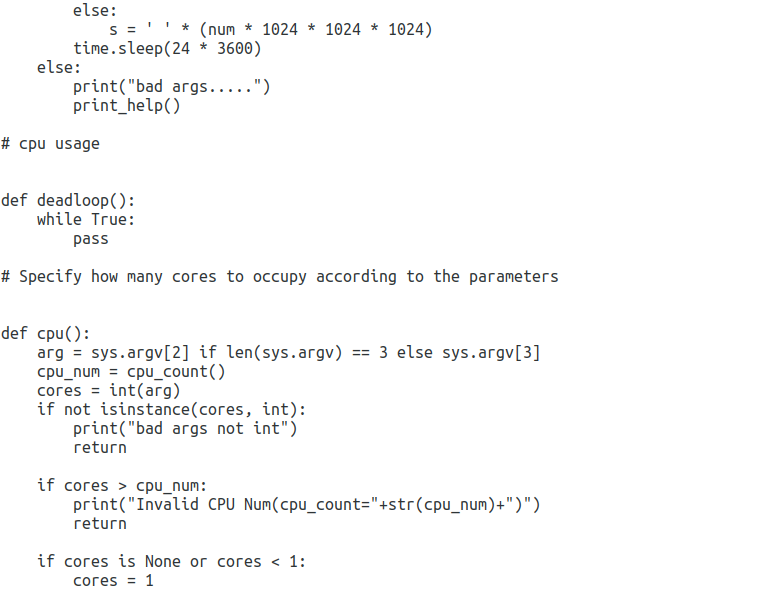 else:
            s = ' ' * (num * 1024 * 1024 * 1024)
        time.sleep(24 * 3600)
    else:
        print("bad args.....")
        print_help()

# cpu usage


def deadloop():
    while True:
        pass

# Specify how many cores to occupy according to the parameters


def cpu():
    arg = sys.argv[2] if len(sys.argv) == 3 else sys.argv[3]
    cpu_num = cpu_count()
    cores = int(arg)
    if not isinstance(cores, int):
        print("bad args not int")
        return

    if cores > cpu_num:
        print("Invalid CPU Num(cpu_count="+str(cpu_num)+")")
        return

    if cores is None or cores < 1:
        cores = 1